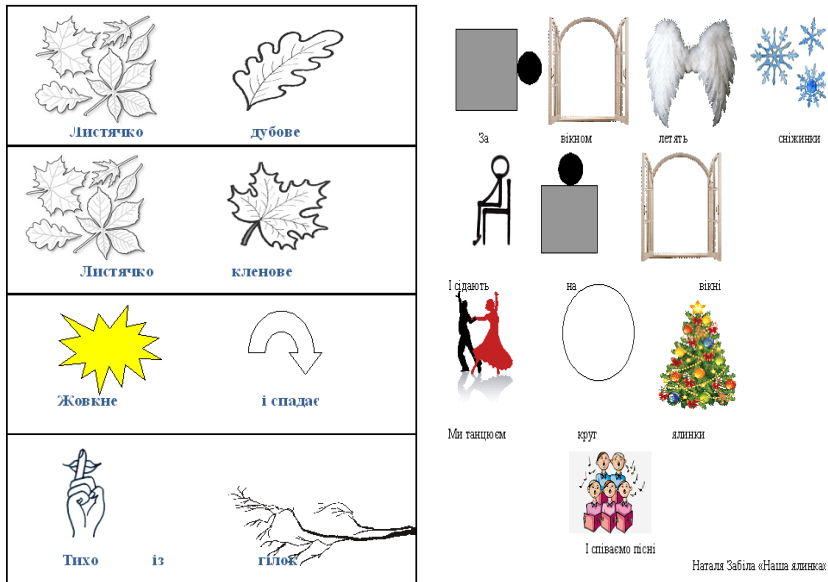 Листячко дубове
Листячко кленове
Жовкне і спадає
Тихо із гілок
За вікном летять сніжинки
І сідають на вікні
Ми танцюєм круг ялинки
І співаємо пісні
Наталя Забіла «Наша ялинка»